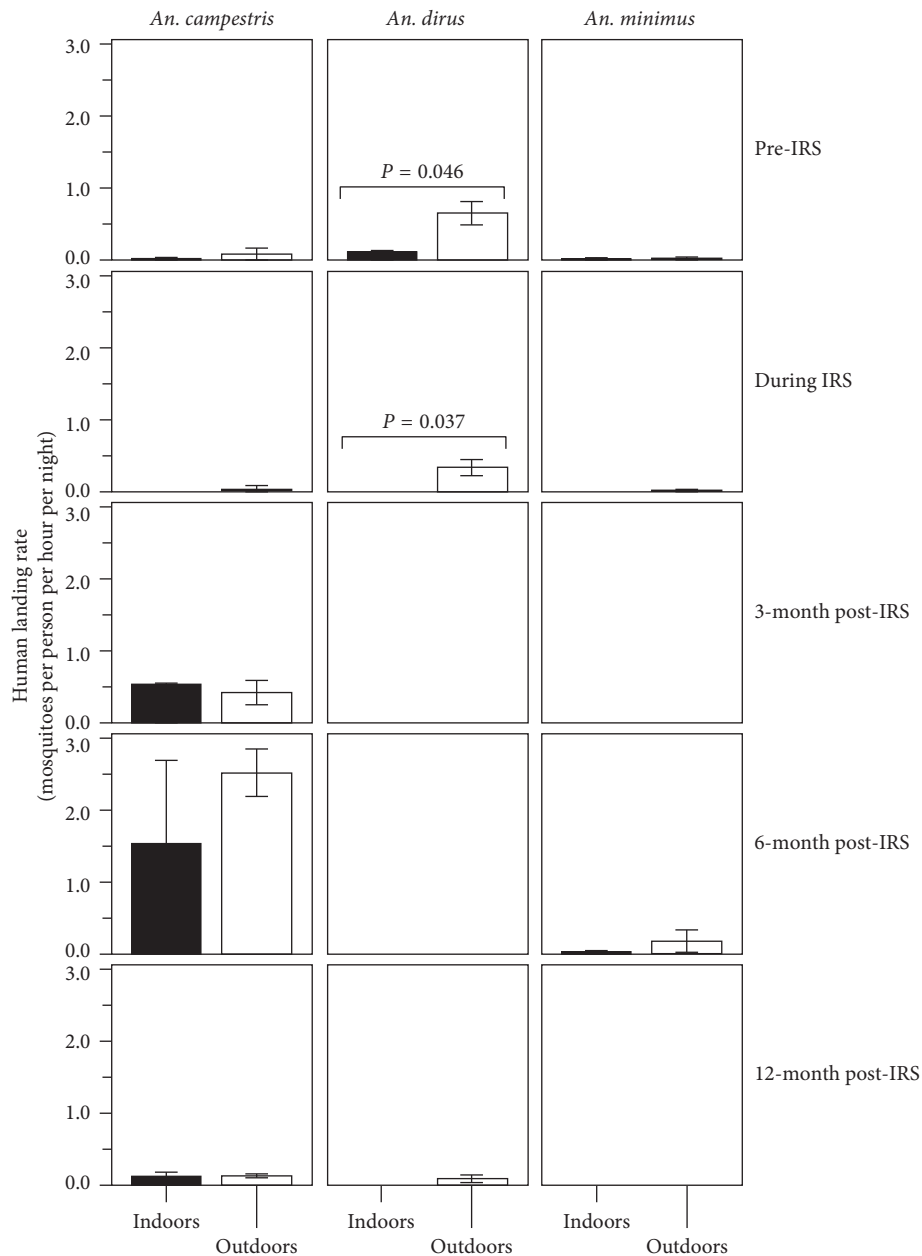 An. campestris An. dirus An. minimus
3.0
2.0
1.0
0.0
P = 0.046
Pre-IRS
3.0
2.0
1.0
0.0
P = 0.037
During IRS
3.0
2.0
1.0
0.0
3-month post-IRS
3.0
2.0
1.0
0.0
6-month post-IRS
3.0
2.0
1.0
0.0
12-month post-IRS
Human landing rate
(mosquitoes per person per hour per night)
Indoors Indoors Indoors
Outdoors Outdoors Outdoors